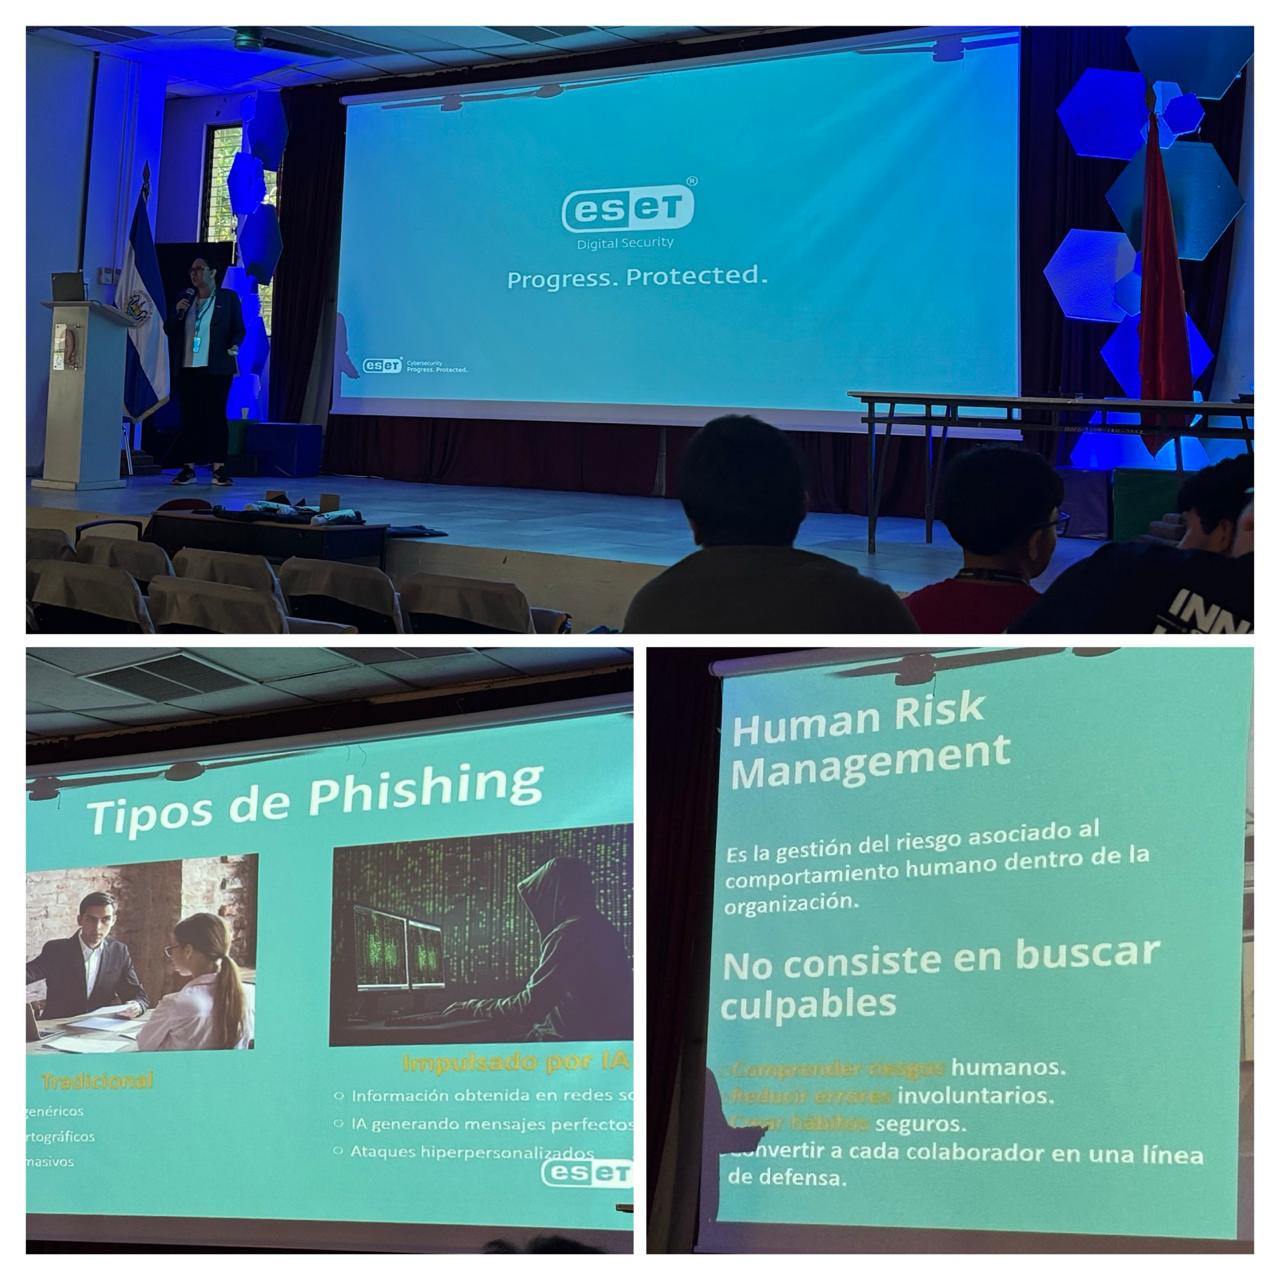 eset®
Digital Security
Progress. Protected.
eset®
Cybersecurity
Progress. Protected.
INN
Tipos de Phishing
Tradicional
enéricos
rtográficos
masivos
Impulsado por IA
Información obtenida en redes so
IA generando mensajes perfectos
Ataques hiperpersonalizados
eset
Human Risk
Management
Es la gestión del riesgo asociado al
comportamiento humano dentro de la
organización.
No consiste en buscar
culpables
Comprender riesgos humanos.
Reducir errores involuntarios.
Crear hábitos seguros.
Convertir a cada colaborador en una línea
de defensa.